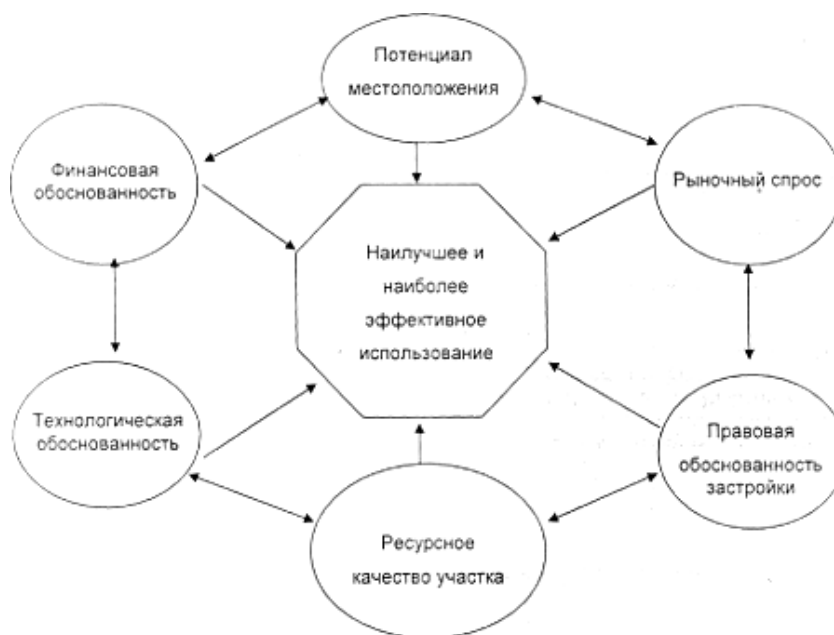 Потенциал
местоположения
Финансовая
обоснованность
Рыночный спрос
Наилучшее и
наиболее
эффективное
использование
Технологическая
обоснованность
Правовая
обоснованность
застройки
Ресурсное
качество участка